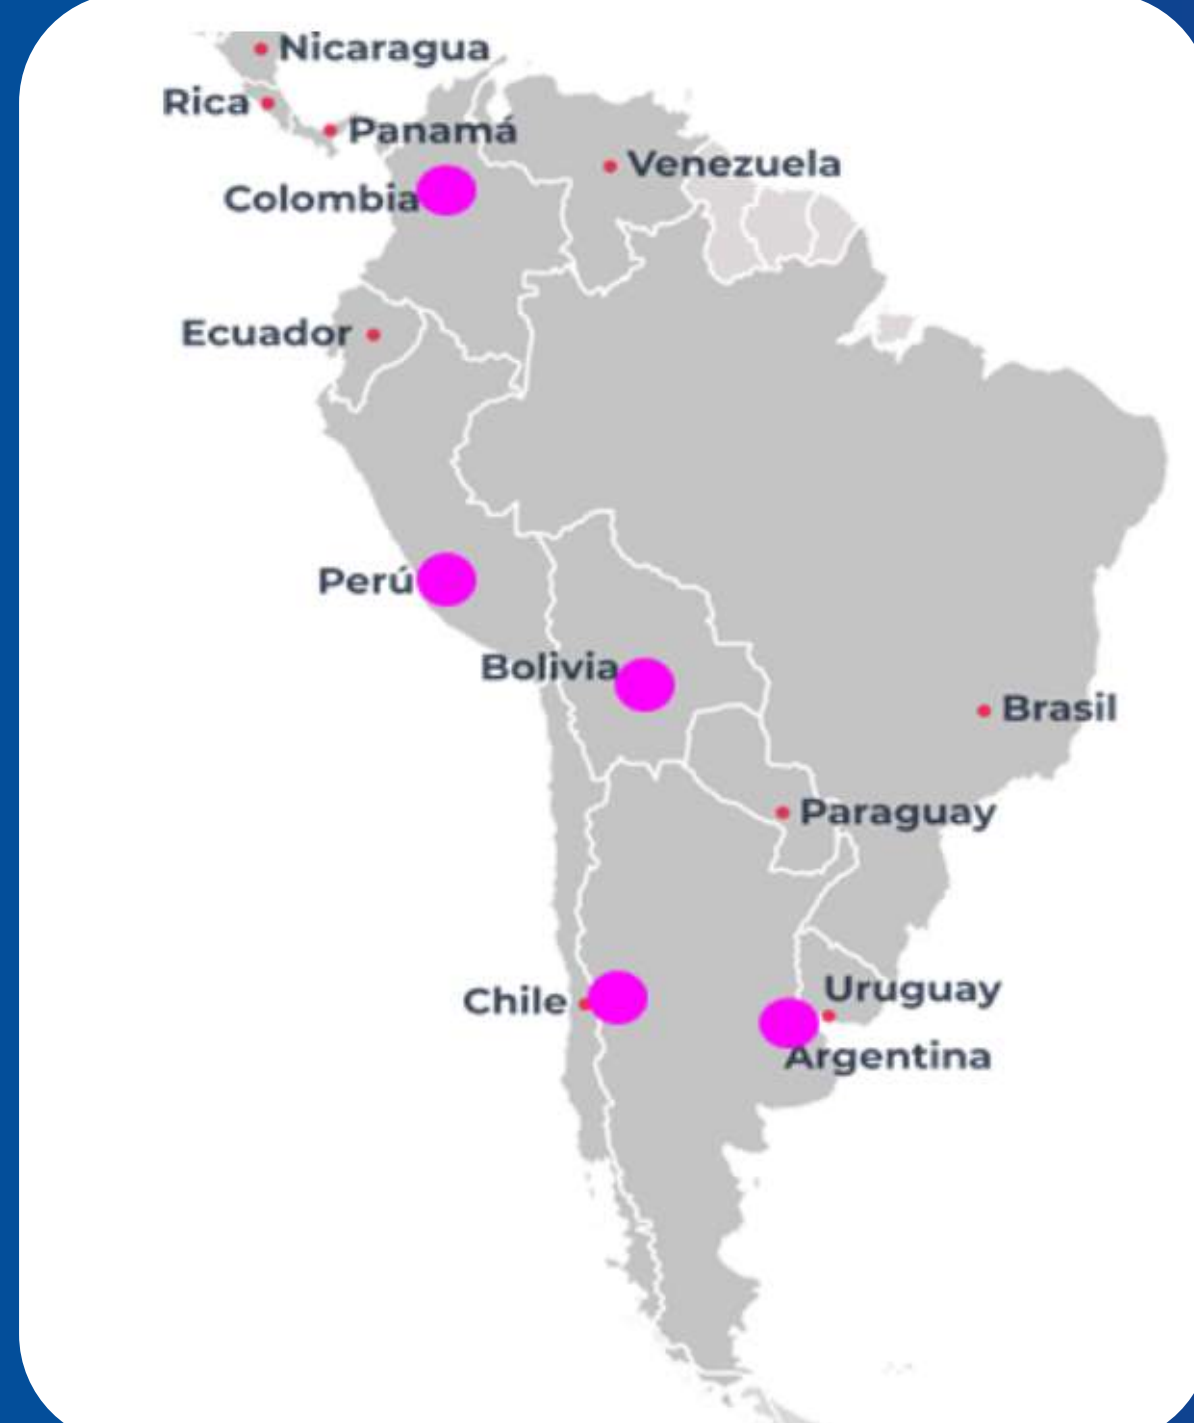 Nicaragua
Rica
Panamá
Venezuela
Colombia
Ecuador
Perú
Bolivia
Brasil
Paraguay
Chile
Uruguay
Argentina